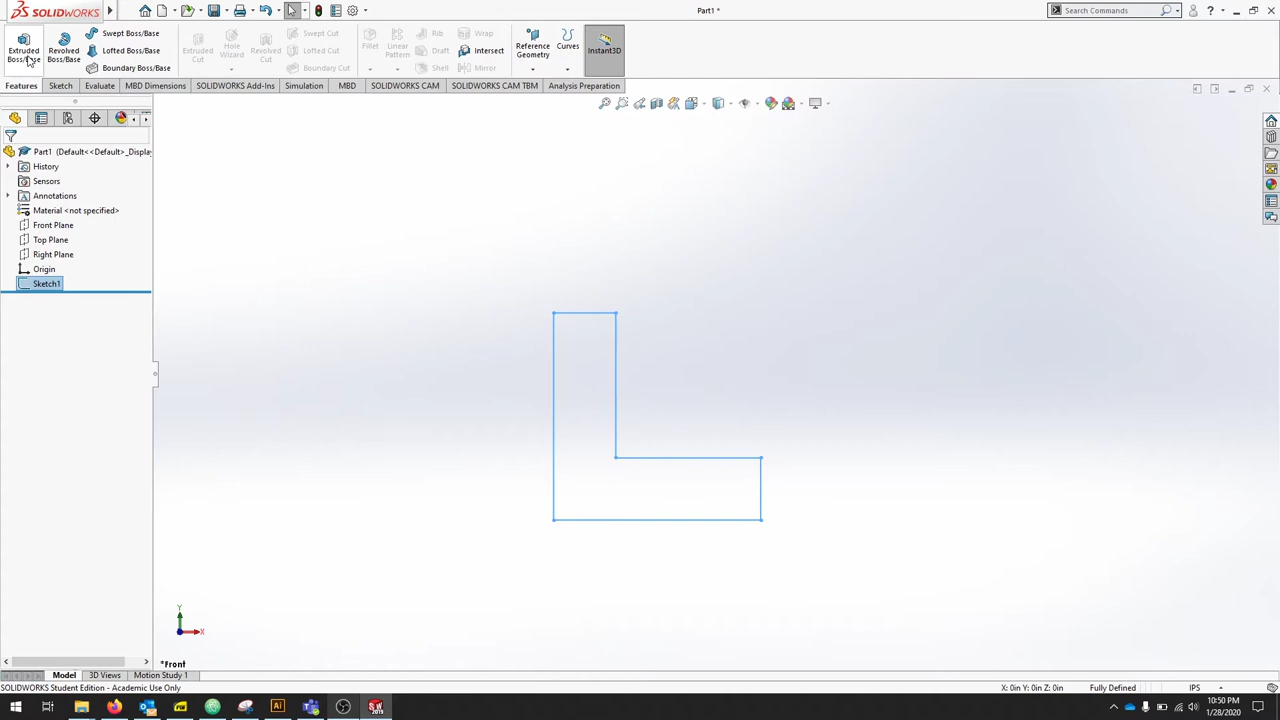 SOLIDWORKS
Part1 *
Search Commands
?
Extruded Boss/Base
Revolved Boss/Base
Swept Boss/Base
Lofted Boss/Base
Boundary Boss/Base
Extruded Cut
Hole Wizard
Revolved Cut
Swept Cut
Lofted Cut
Boundary Cut
Fillet
Linear Pattern
Rib
Draft
Shell
Wrap
Intersect
Mirror
Reference Geometry
Curves
Instant3D
Features
Sketch
Evaluate
MBD Dimensions
SOLIDWORKS Add-Ins
Simulation
MBD
SOLIDWORKS CAM
SOLIDWORKS CAM TBM
Analysis Preparation
Part1 (Default<<Default>_Displa
History
Sensors
Annotations
Material <not specified>
Front Plane
Top Plane
Right Plane
Origin
Sketch1
Y
X
*Front
Model
3D Views
Motion Study 1
SOLIDWORKS Student Edition - Academic Use Only
X: 0in Y: 0in Z: 0in
Fully Defined
IPS
10:50 PM
1/28/2020